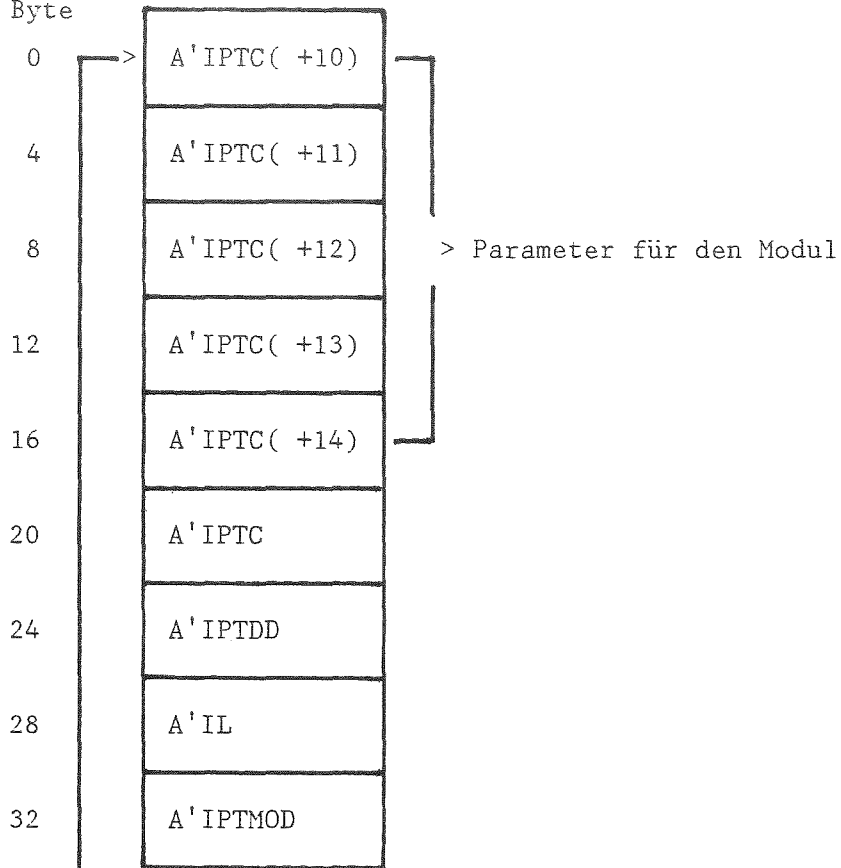 Byte
0 > A'IPTC( +10)
4 A'IPTC( +11)
8 A'IPTC( +12) > Parameter für den Modul
12 A'IPTC( +13)
16 A'IPTC( +14)
20 A'IPTC
24 A'IPTDD
28 A'IL
32 A'IPTMOD